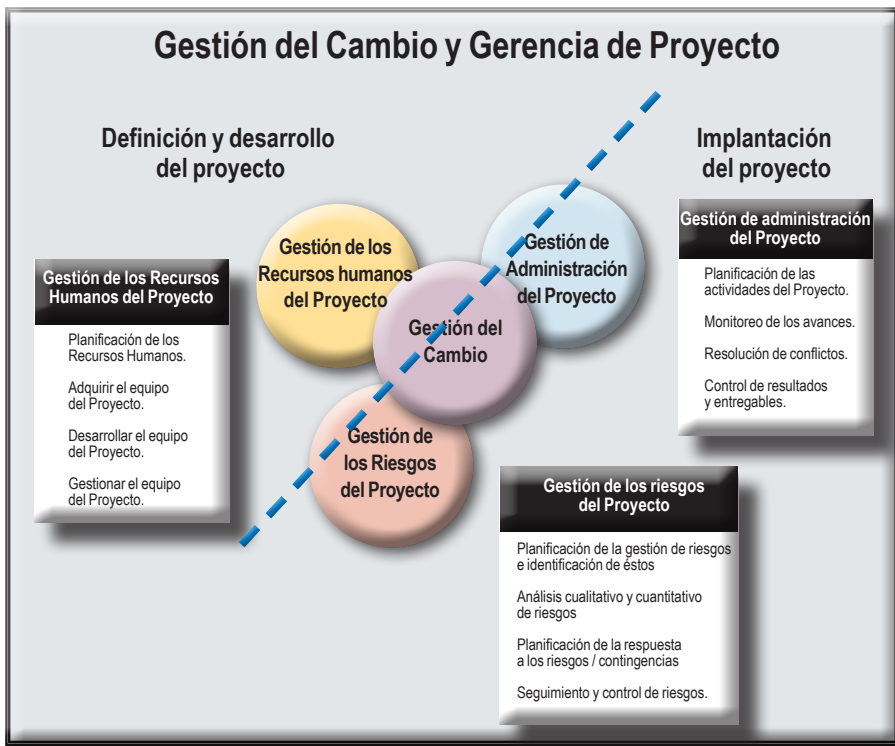 Gestión del Cambio y Gerencia de Proyecto
Definición y desarrollo
del proyecto
Implantación
del proyecto
Gestión de los
Recursos humanos
del Proyecto
Gestión de
Administración
del Proyecto
Gestión del
Cambio
Gestión de
los Riesgos
del Proyecto
Gestión de los Recursos
Humanos del Proyecto
Planificación de los
Recursos Humanos.
Adquirir el equipo
del Proyecto.
Desarrollar el equipo
del Proyecto.
Gestionar el equipo
del Proyecto.
Gestión de administración
del Proyecto
Planificación de las
actividades del Proyecto.
Monitoreo de los avances.
Resolución de conflictos.
Control de resultados
y entregables.
Gestión de los riesgos
del Proyecto
Planificación de la gestión de riesgos
e identificación de éstos
Análisis cualitativo y cuantitativo
de riesgos
Planificación de la respuesta
a los riesgos / contingencias
Seguimiento y control de riesgos.